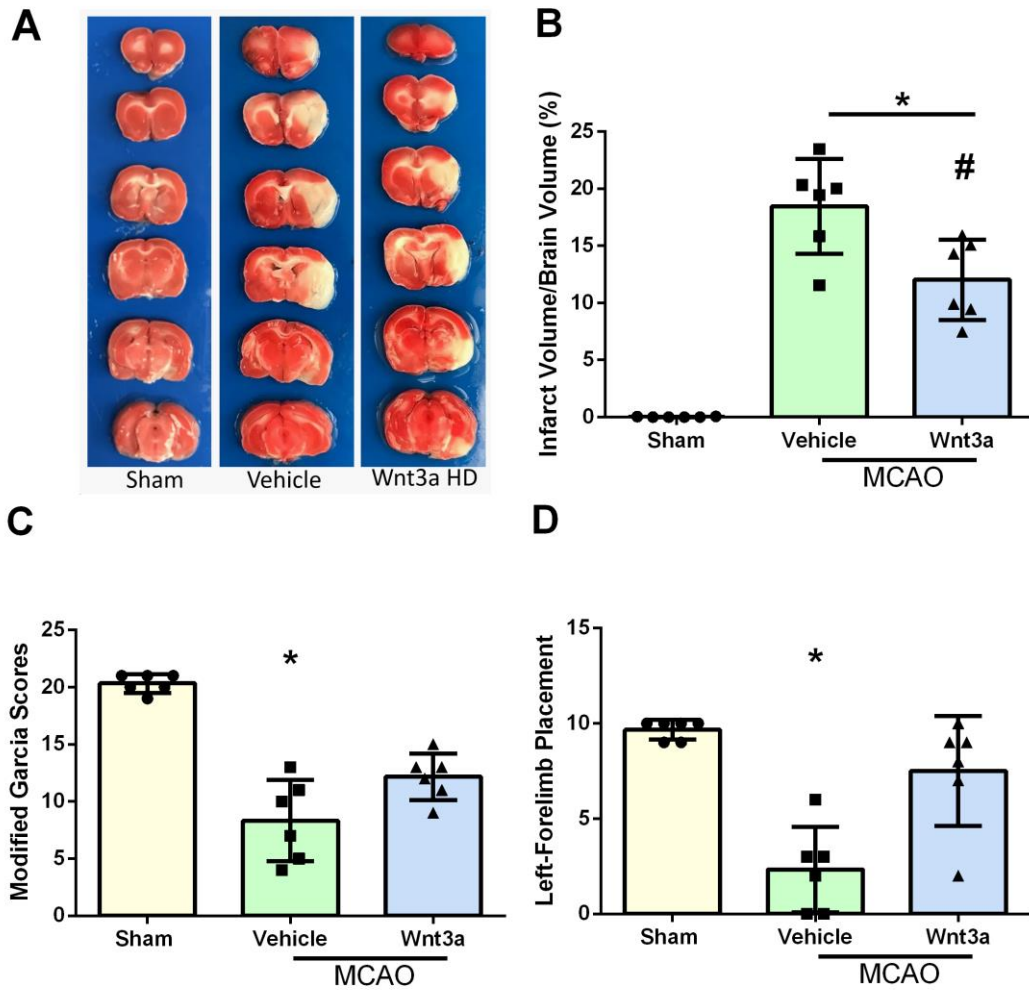 A
Sham
Vehicle
Wnt3a HD
B
Infarct Volume/Brain Volume (%)
25
20
15
10
5
0
*
#
Sham
Vehicle
Wnt3a
MCAO
C
Modified Garcia Scores
25
20
15
10
5
0
*
Sham
Vehicle
Wnt3a
MCAO
D
Left-Forelimb Placement
15
10
5
0
*
Sham
Vehicle
Wnt3a
MCAO